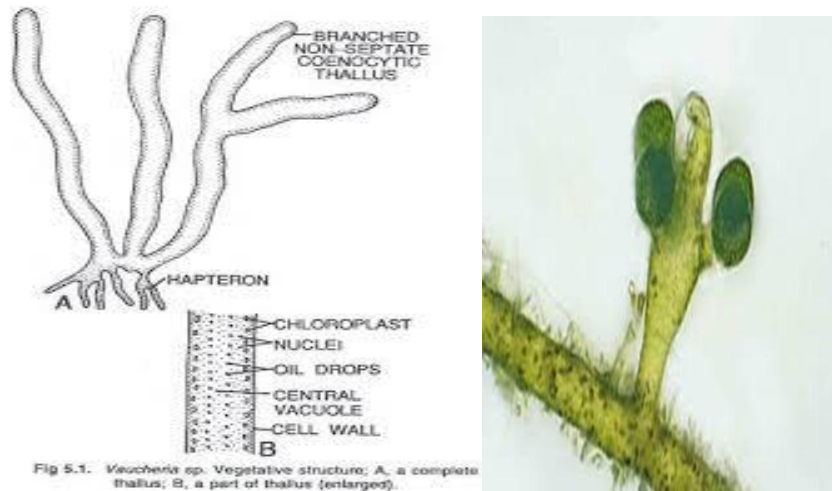 BRANCHED
NON-SEPTATE
COENOCYTIC
THALLUS
HAPTERON
A
CHLOROPLAST
NUCLEI
OIL DROPS
CENTRAL
VACUOLE
CELL WALL
B
Fig 5.1. Vaucheria sp. Vegetative structure; A, a complete
thallus; B, a part of thallus (enlarged).